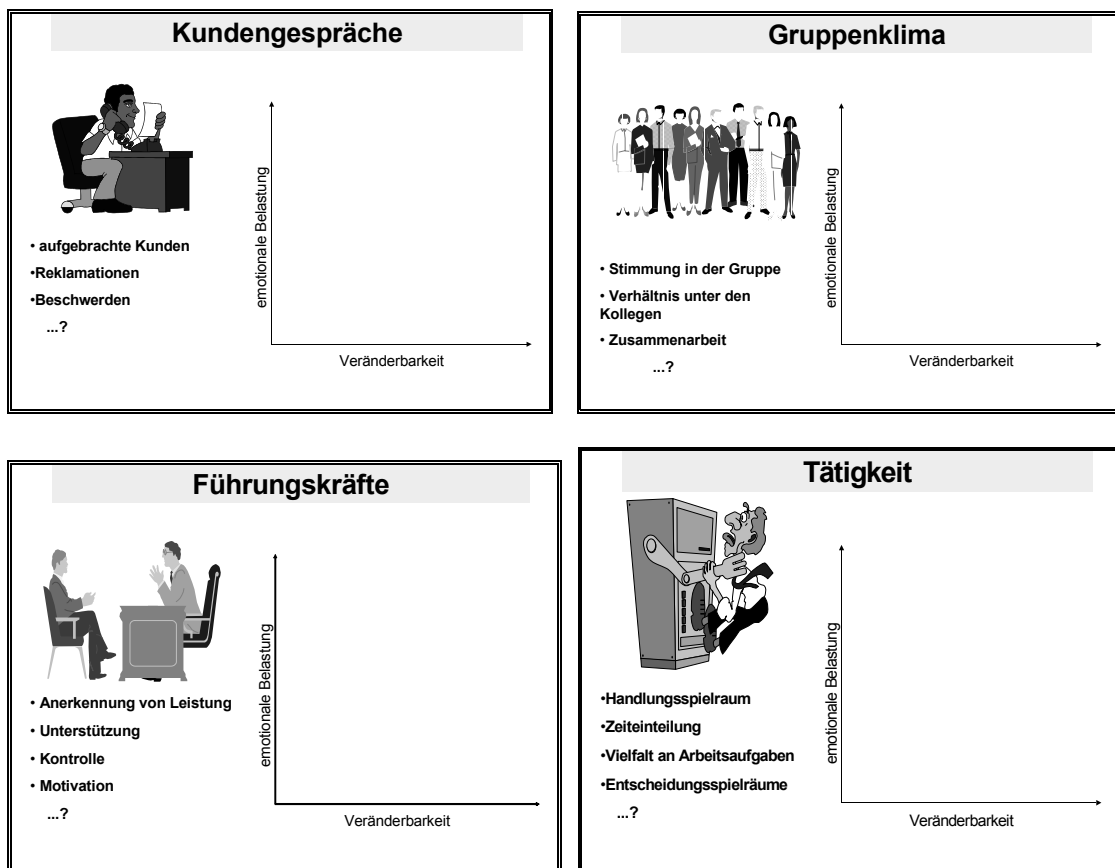 Kundengespräche
• aufgebrachte Kunden
•Reklamationen
•Beschwerden
...?
emotionale Belastung
Veränderbarkeit
Gruppenklima
• Stimmung in der Gruppe
• Verhältnis unter den
Kollegen
• Zusammenarbeit
...?
emotionale Belastung
Veränderbarkeit
Führungskräfte
• Anerkennung von Leistung
• Unterstützung
• Kontrolle
• Motivation
...?
emotionale Belastung
Veränderbarkeit
Tätigkeit
•Handlungsspielraum
•Zeiteinteilung
•Vielfalt an Arbeitsaufgaben
•Entscheidungsspielräume
...?
emotionale Belastung
Veränderbarkeit